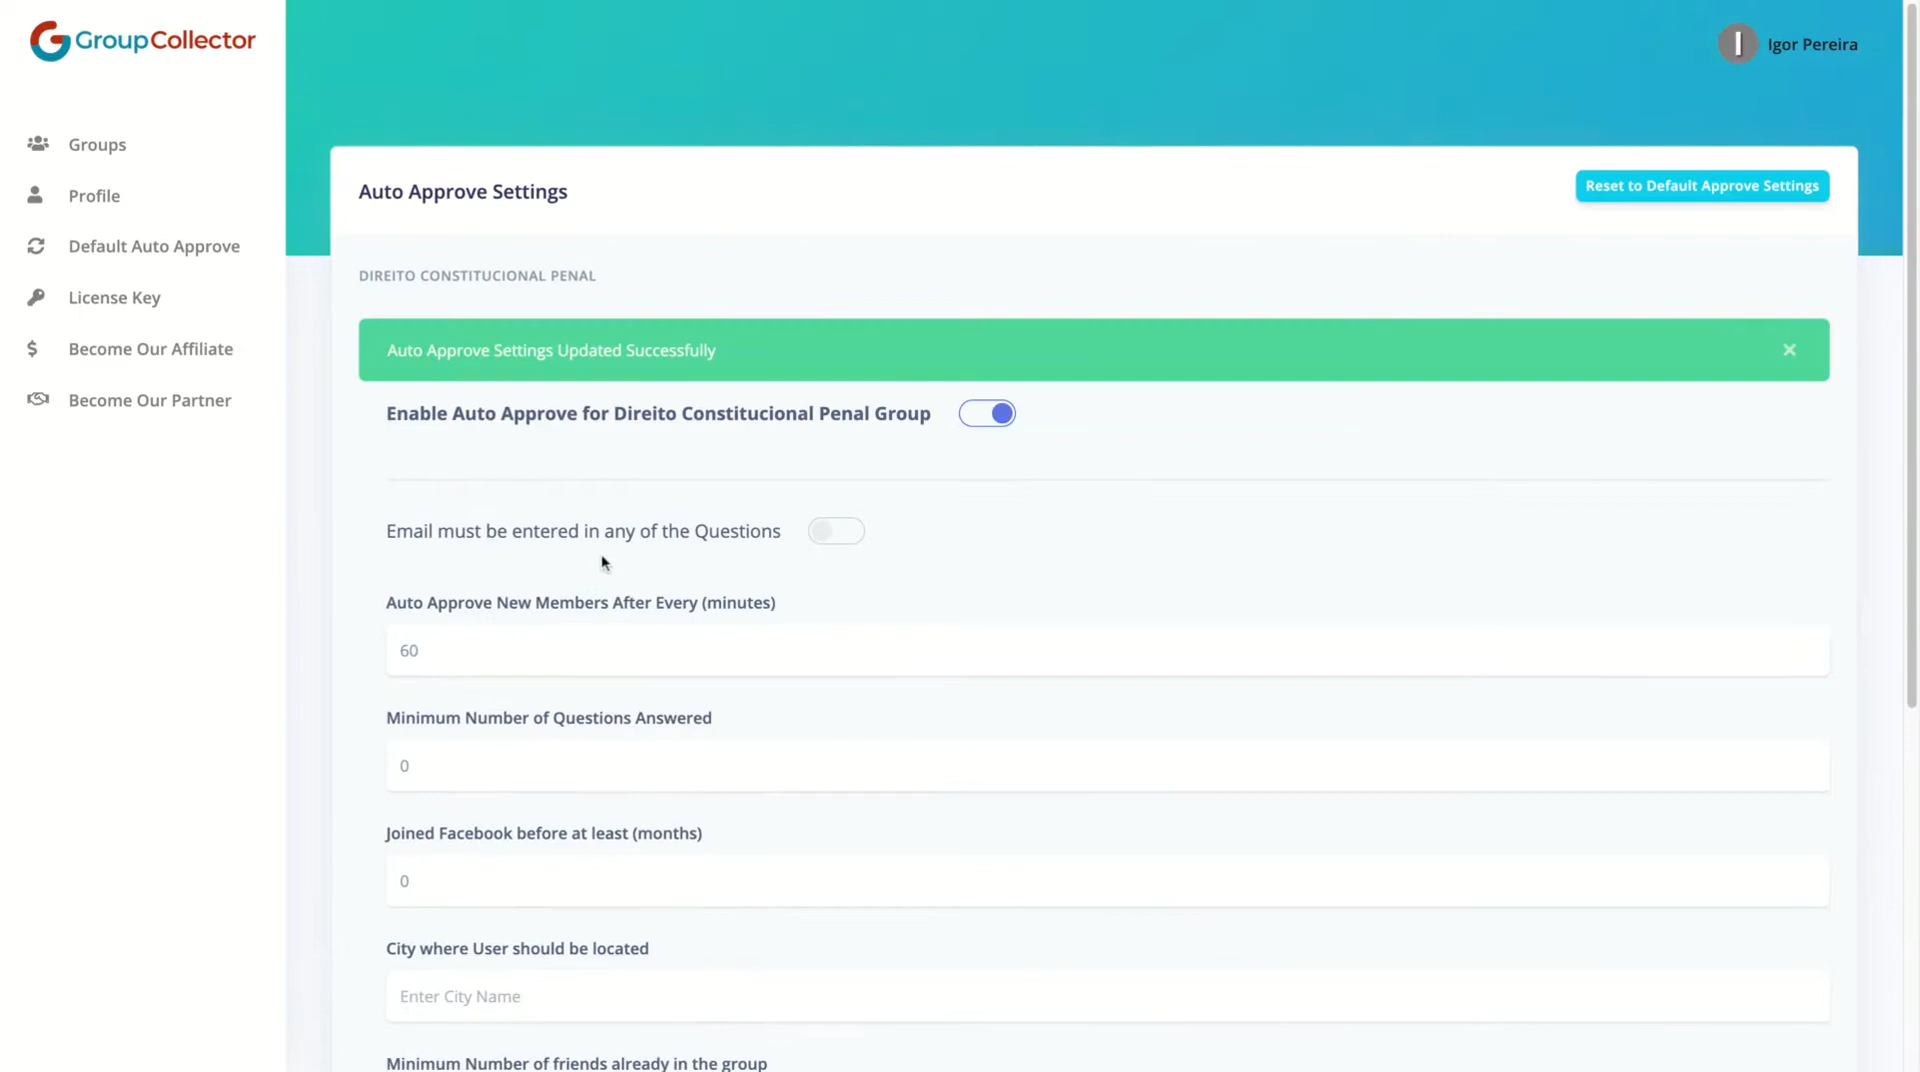 GroupCollector
Igor Pereira
Groups
Profile
Default Auto Approve
License Key
Become Our Affiliate
Become Our Partner
Auto Approve Settings
Reset to Default Approve Settings
DIREITO CONSTITUCIONAL PENAL
Auto Approve Settings Updated Successfully
Enable Auto Approve for Direito Constitucional Penal Group
Email must be entered in any of the Questions
Auto Approve New Members After Every (minutes)
60
Minimum Number of Questions Answered
0
Joined Facebook before at least (months)
0
City where User should be located
Enter City Name
Minimum Number of friends already in the group